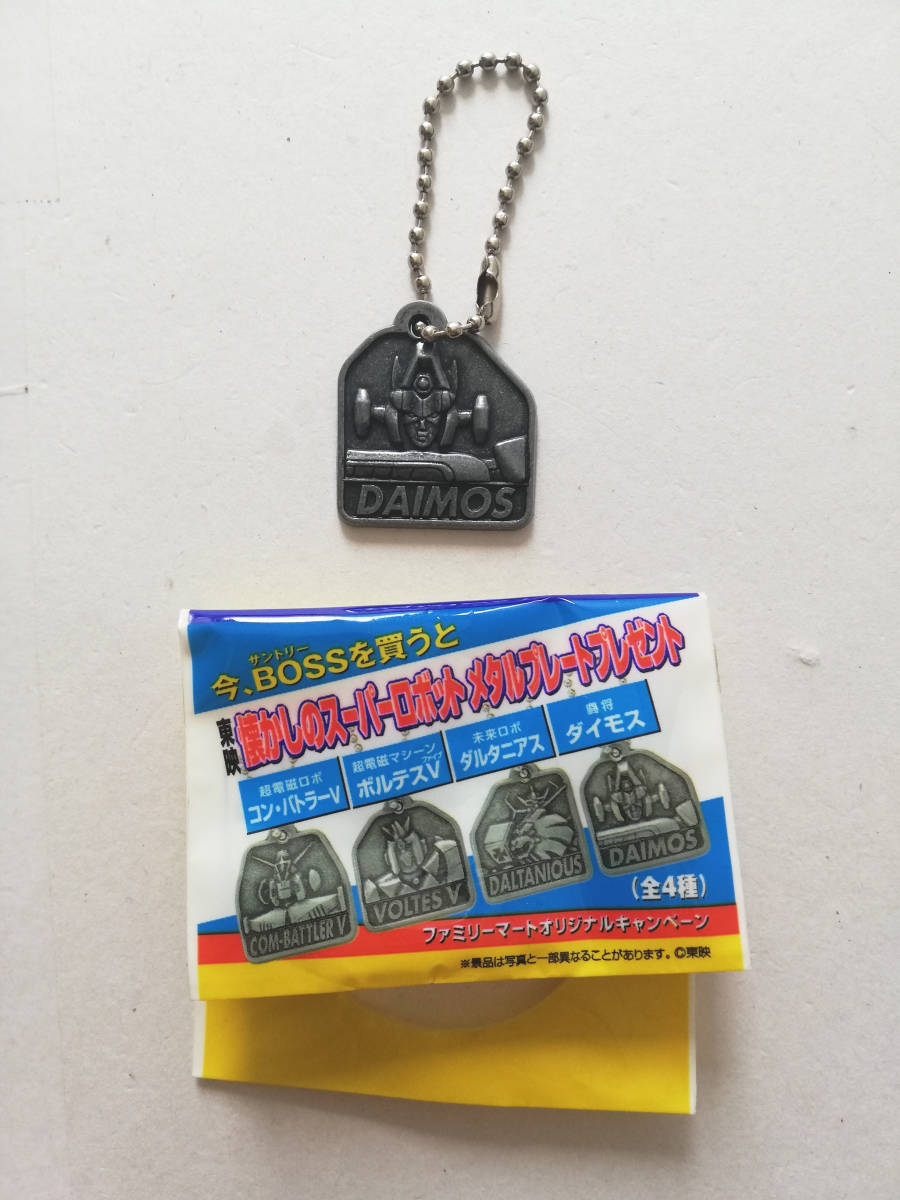 DAIMOS
サントリー
今、BOSSを買うと
東映 懐かしのスーパーロボット メタルプレートプレゼント
超電磁ロボ
コン・バトラーV
超電磁マシーン
ファイブ
ボルテスV
未来ロボ
ダルタニアス
闘将
ダイモス
COM-BATTLER V
VOLTES V
DALTANIOUS
DAIMOS
(全4種)
ファミリーマートオリジナルキャンペーン
※景品は写真と一部異なることがあります。©東映